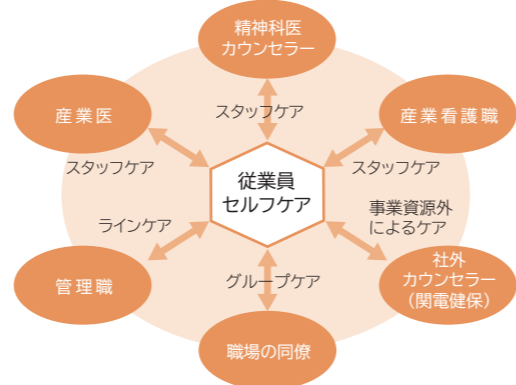 精神科医
カウンセラー
産業医
スタッフケア
産業看護職
スタッフケア
スタッフケア
従業員
セルフケア
ラインケア
事業資源外
によるケア
管理職
グループケア
社外
カウンセラー
(関電健保)
職場の同僚